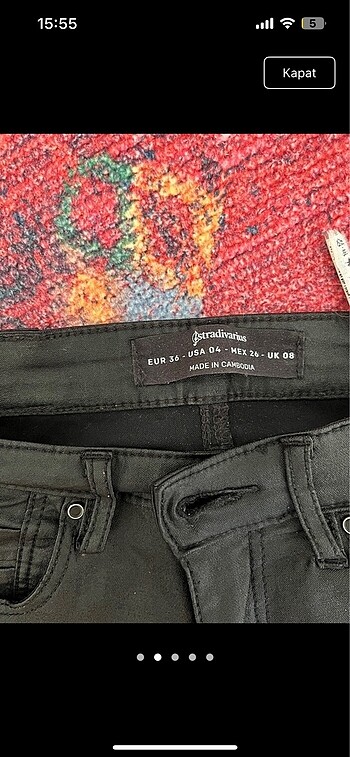 15:55
5
Kapat
Stradivarius
EUR 36 - USA 04 - MEX 26 - UK 08
MADE IN CAMBODIA